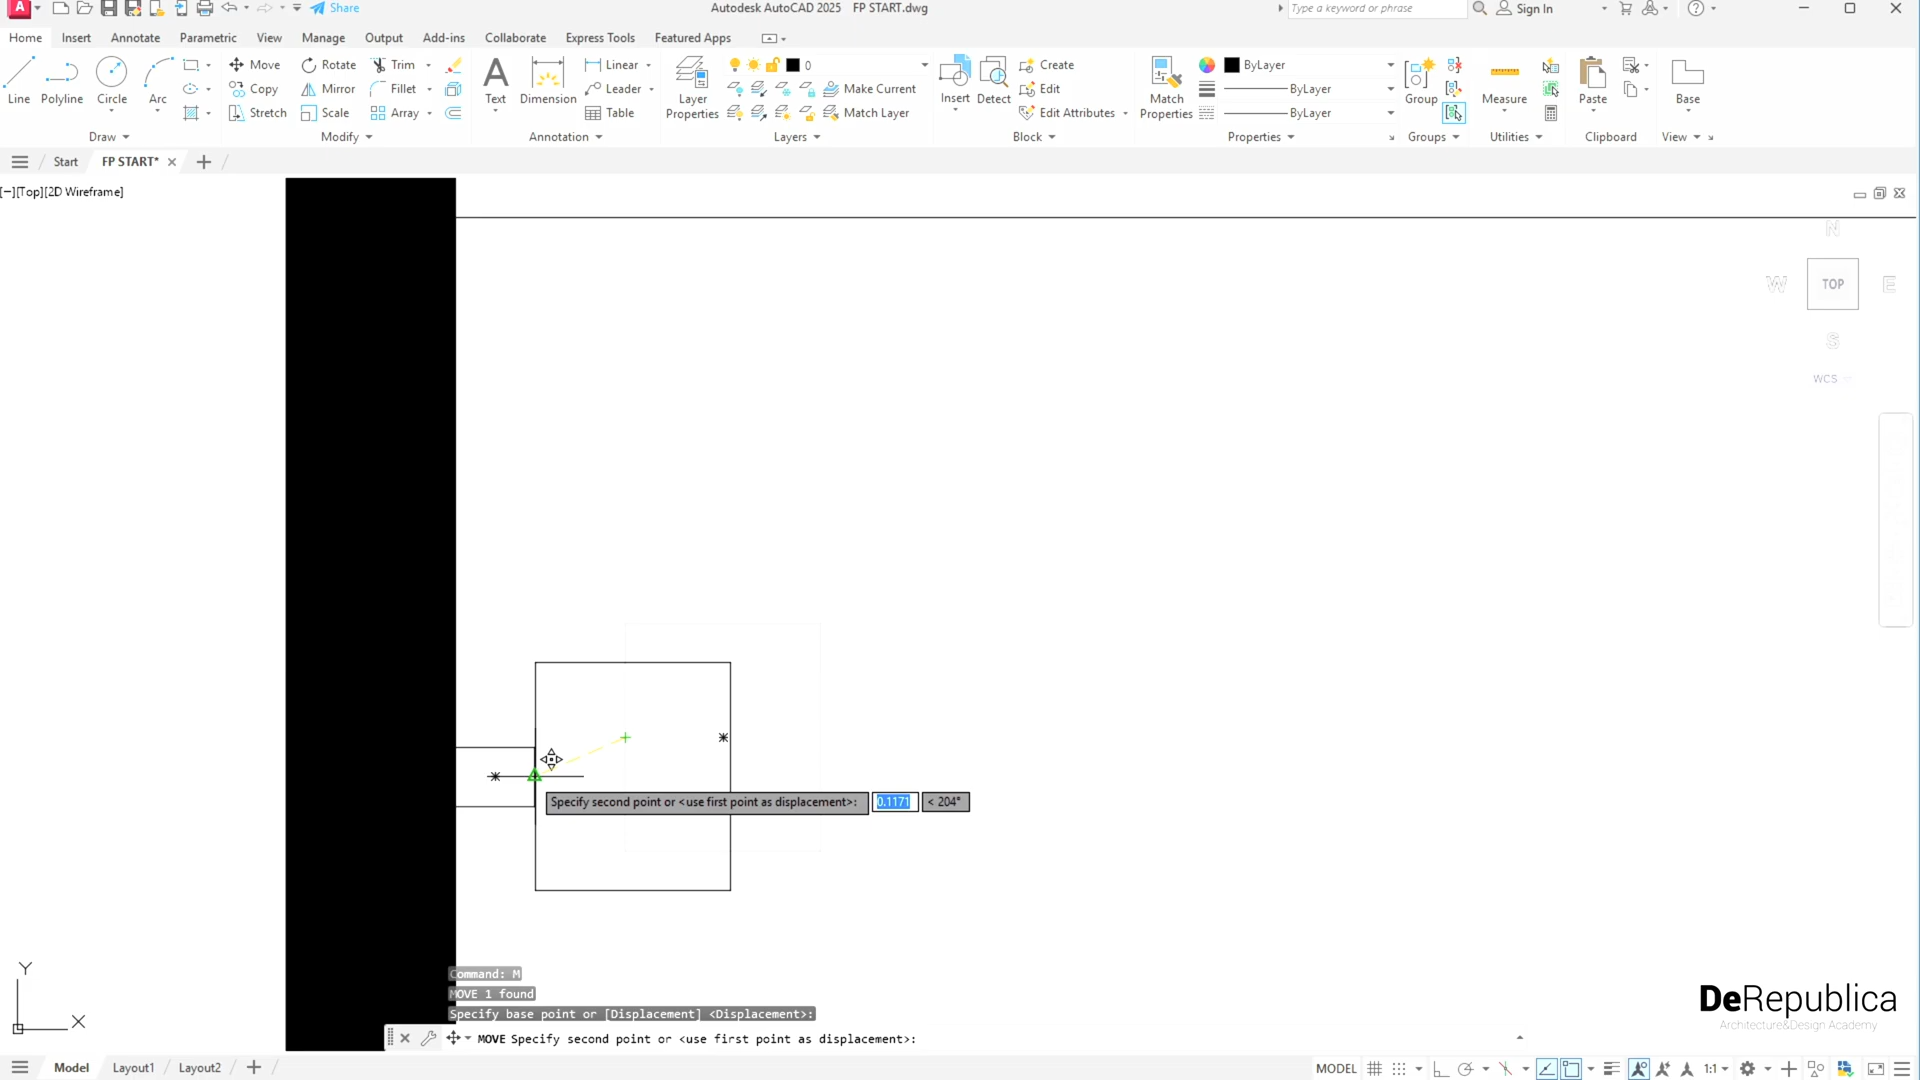 Share
Autodesk AutoCAD 2025 FP START.dwg
Type a keyword or phrase
Sign In
Home Insert Annotate Parametric View Manage Output Add-ins Collaborate Express Tools Featured Apps
Line
Polyline
Circle
Arc
Draw
Move
Rotate
Trim
Copy
Mirror
Fillet
Stretch
Scale
Array
Modify
Text
Dimension
Linear
Leader
Table
Annotation
Layer
Properties
0
Make Current
Match Layer
Layers
Insert
Detect
Create
Edit
Edit Attributes
Block
Match
Properties
ByLayer
ByLayer
ByLayer
Properties
Group
Groups
Measure
Utilities
Paste
Clipboard
Base
View
Start
FP START*
[−][Top][2D Wireframe]
N
W TOP E
S
WCS
Specify second point or <use first point as displacement>: 0.1171 < 204°
Command: M
MOVE 1 found
Specify base point or [Displacement] <Displacement>:
MOVE Specify second point or <use first point as displacement>:
Y
X
DeRepublica
Architecture&Design Academy
Model Layout1 Layout2
MODEL
1:1